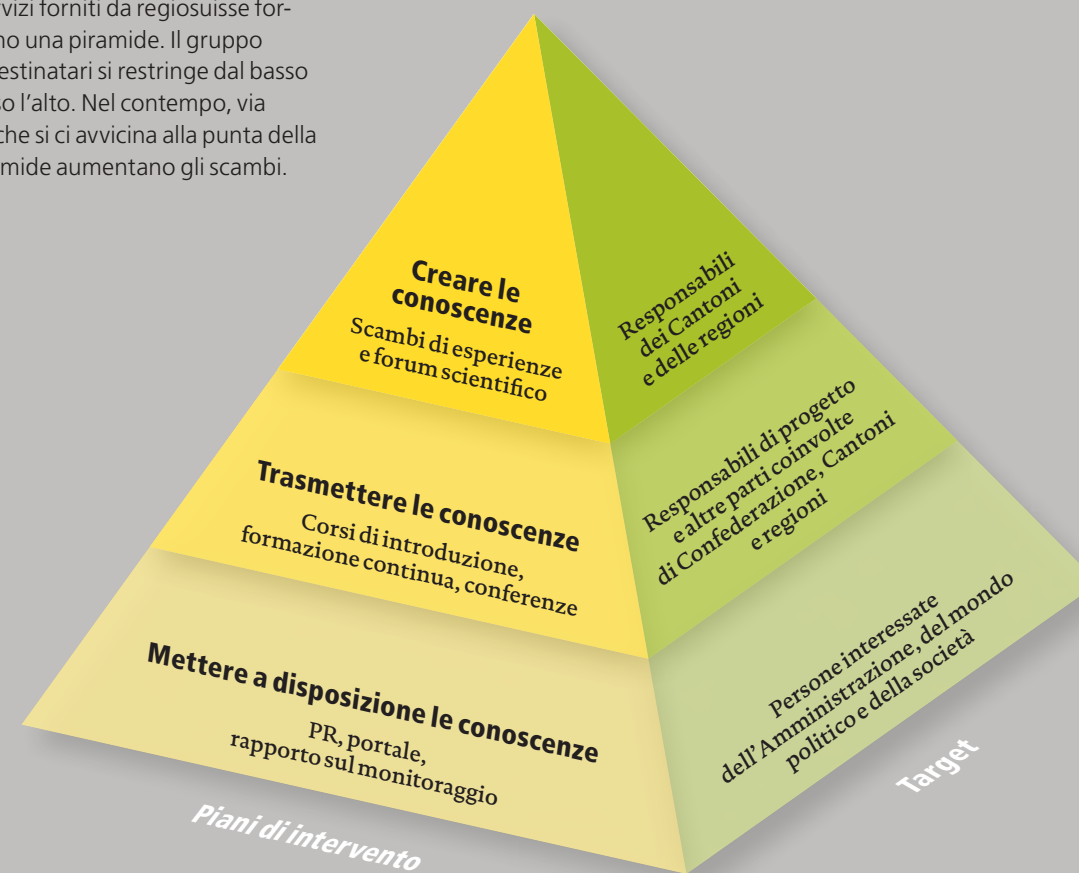 vizi forniti da regiosuisse for-
no una piramide. Il gruppo
estinatari si restringe dal basso
so l'alto. Nel contempo, via
che si ci avvicina alla punta della
amide aumentano gli scambi.
Creare le
conoscenze
Scambi di esperienze
e forum scientifico
Responsabili
dei Cantoni
e delle regioni
Trasmettere le conoscenze
Corsi di introduzione,
formazione continua, conferenze
Responsabili di progetto
e altre parti coinvolte
di Confederazione, Cantoni
e regioni
Mettere a disposizione le conoscenze
PR, portale,
rapporto sul monitoraggio
Persone interessate
dell'Amministrazione, del mondo
politico e della società
Piani di intervento
Target